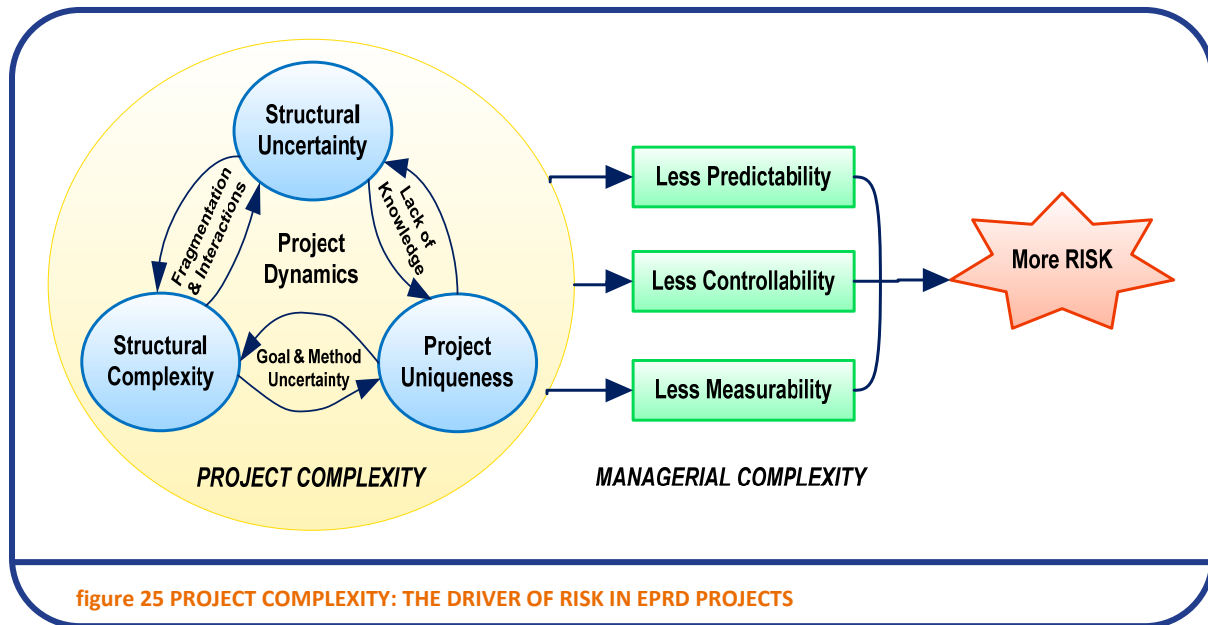 Structural
Uncertainty
Fragmentation
& Interactions
Lack of
Knowledge
Project
Dynamics
Structural
Complexity
Goal & Method
Uncertainty
Project
Uniqueness
PROJECT COMPLEXITY
Less Predictability
Less Controllability
Less Measurability
MANAGERIAL COMPLEXITY
More RISK
figure 25 PROJECT COMPLEXITY: THE DRIVER OF RISK IN EPRD PROJECTS